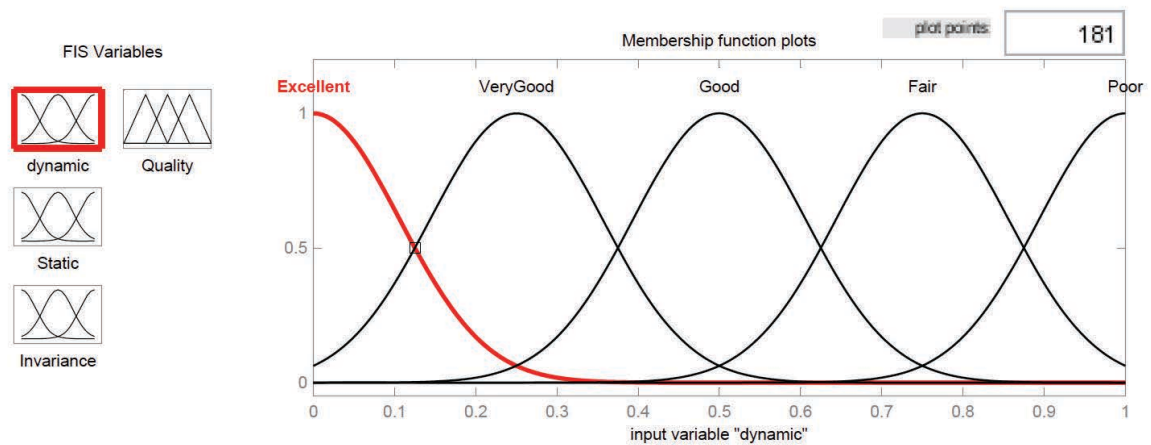 FIS Variables
dynamic
Quality
Static
Invariance
Membership function plots
plot points:
181
Excellent
VeryGood
Good
Fair
Poor
1
0.5
0
0
0.1
0.2
0.3
0.4
0.5
0.6
0.7
0.8
0.9
1
input variable "dynamic"